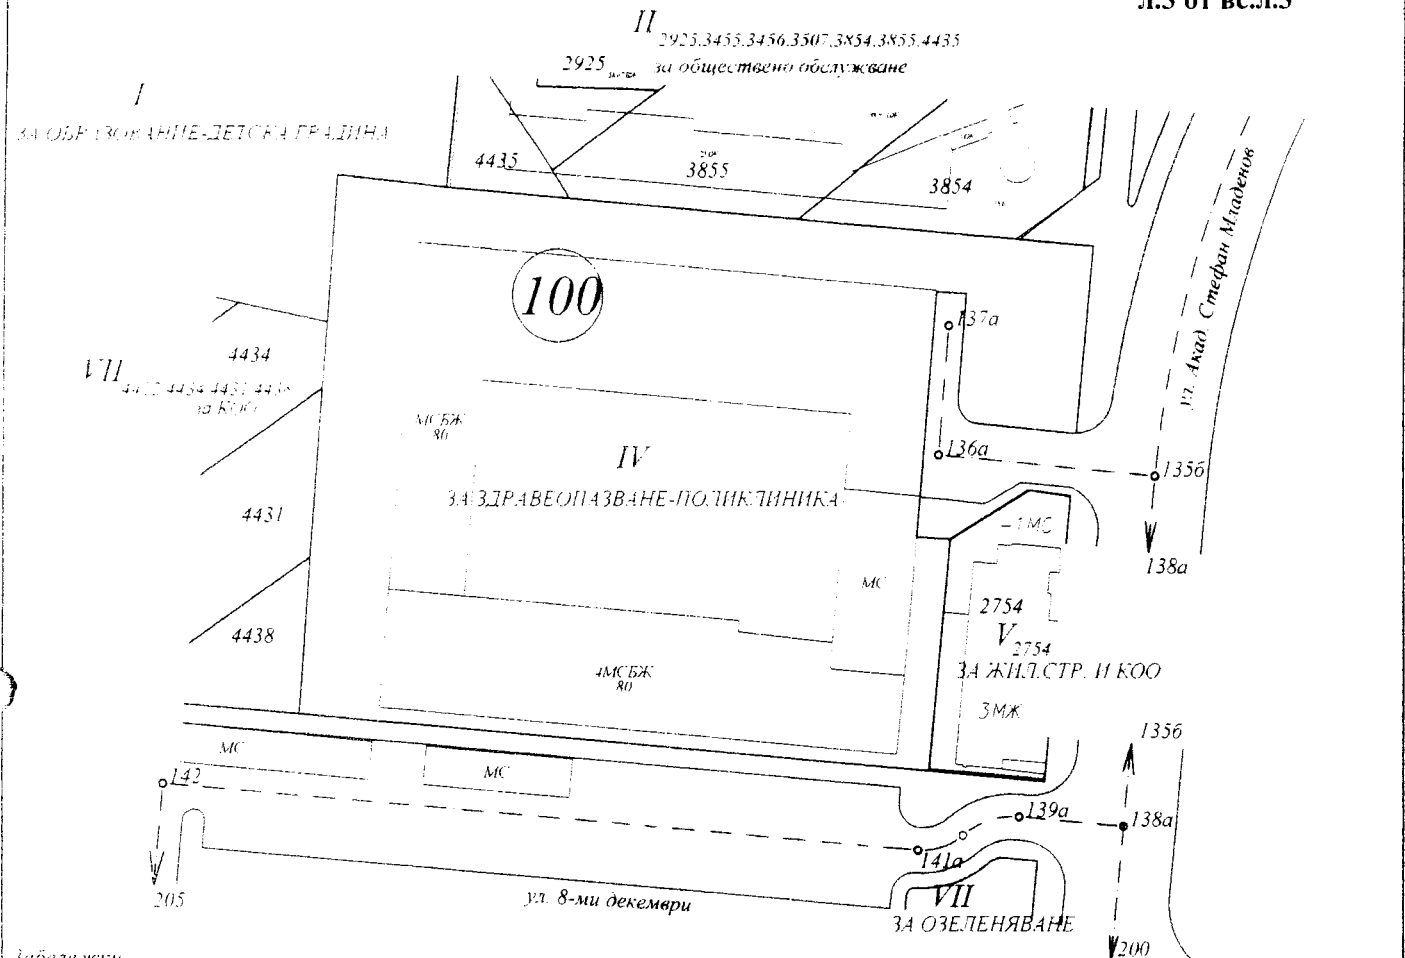 л.3 от вс.л.3
II 2925,3455,3456,3507,3854,3855,4435
за обществено обслужване
2925
I
ЗА ОБРАЗОВАНИЕ-ДЕТСКА ГРАДИНА
4435
3855
3854
ул. Акад. Стефан Младенов
100
137а
4434
VII
за КОО
МСБЖ
80
IV
ЗА ЗДРАВЕОПАЗВАНЕ-ПОЛИКЛИНИКА
136а
135б
4431
МС
138а
МС
2754
4438
V 2754
ЗА ЖИЛ.СТР. И КОО
4МСБЖ
80
3МЖ
135б
МС
МС
142
139а
138а
141а
205
ул. 8-ми декември
VII
ЗА ОЗЕЛЕНЯВАНЕ
200